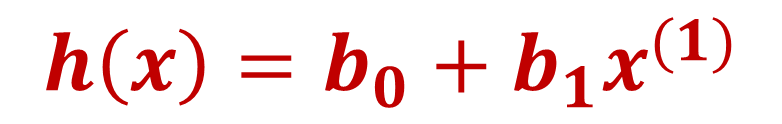 h(x) = b₀ + b₁x⁽¹⁾